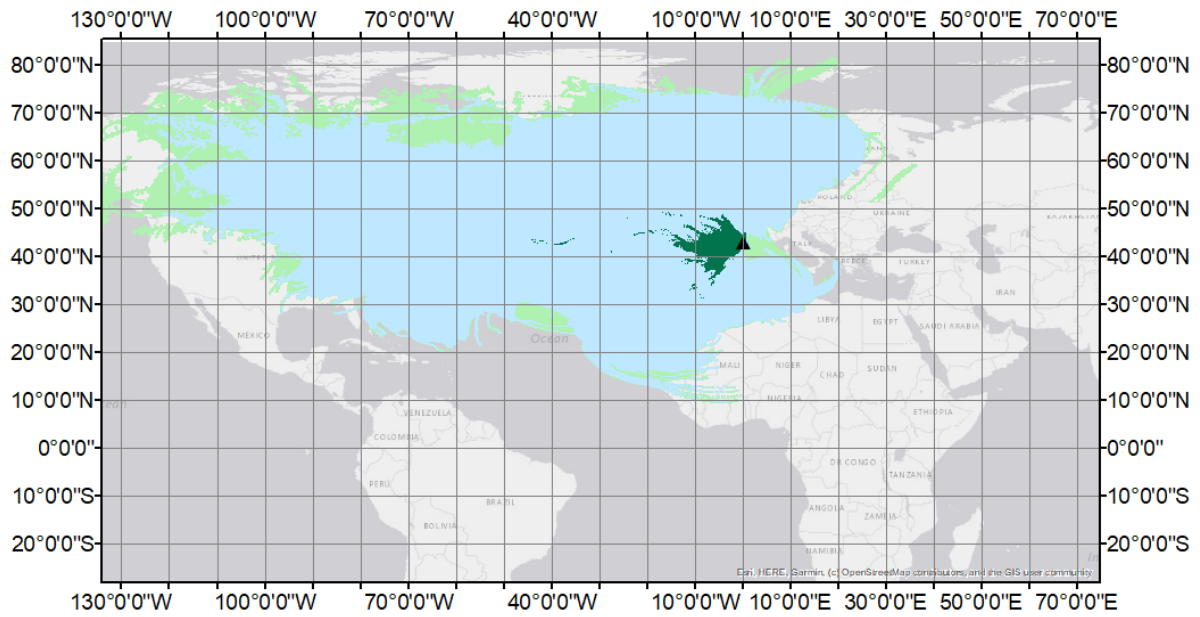 130°0'0"W 100°0'0"W 70°0'0"W 40°0'0"W 10°0'0"W 10°0'0"E 30°0'0"E 50°0'0"E 70°0'0"E
80°0'0"N 80°0'0"N
70°0'0"N 70°0'0"N
60°0'0"N 60°0'0"N
50°0'0"N POLAND 50°0'0"N
UKRAINE
40°0'0"N TURKEY 40°0'0"N
IRAN
30°0'0"N 30°0'0"N
LIBYA EGYPT SAUDI ARABIA
MÉXICO
Ocean
20°0'0"N MALI NIGER SUDAN 20°0'0"N
CHAD
10°0'0"N NIGERIA 10°0'0"N
VENEZUELA ETHIOPIA
COLOMBIA
0°0'0" 0°0'0"
DR CONGO
TANZANIA
PERU
10°0'0"S BRAZIL 10°0'0"S
ANGOLA ZAMBIA
BOLIVIA
20°0'0"S NAMIBIA 20°0'0"S
Esri, HERE, Garmin, (c) OpenStreetMap contributors, and the GIS user community
130°0'0"W 100°0'0"W 70°0'0"W 40°0'0"W 10°0'0"W 10°0'0"E 30°0'0"E 50°0'0"E 70°0'0"E